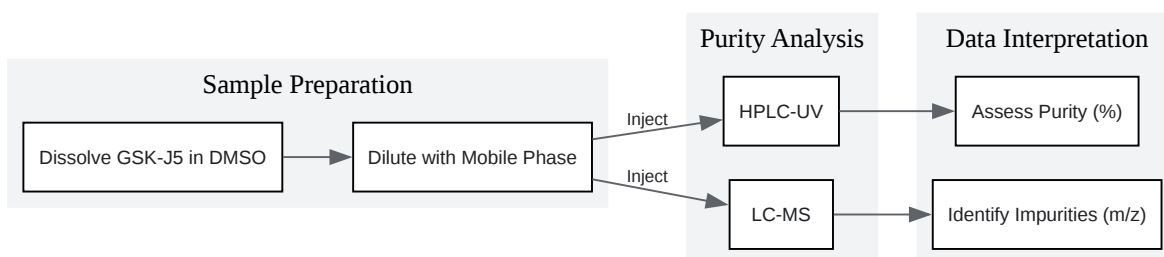 Sample Preparation
Dissolve GSK-J5 in DMSO
Dilute with Mobile Phase
Inject
Inject
Purity Analysis
HPLC-UV
LC-MS
Data Interpretation
Assess Purity (%)
Identify Impurities (m/z)